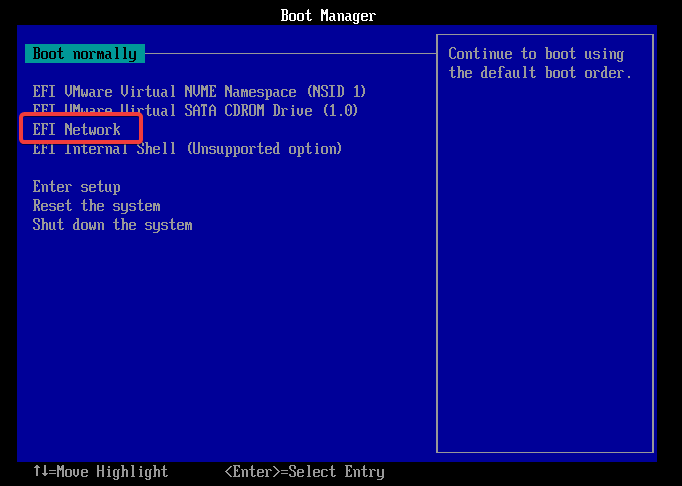 Boot Manager
Boot normally
EFI VMware Virtual NVME Namespace (NSID 1)
EFI VMware Virtual SATA CDROM Drive (1.0)
EFI Network
EFI Internal Shell (Unsupported option)
Enter setup
Reset the system
Shut down the system
Continue to boot using
the default boot order.
↑↓=Move Highlight <Enter>=Select Entry